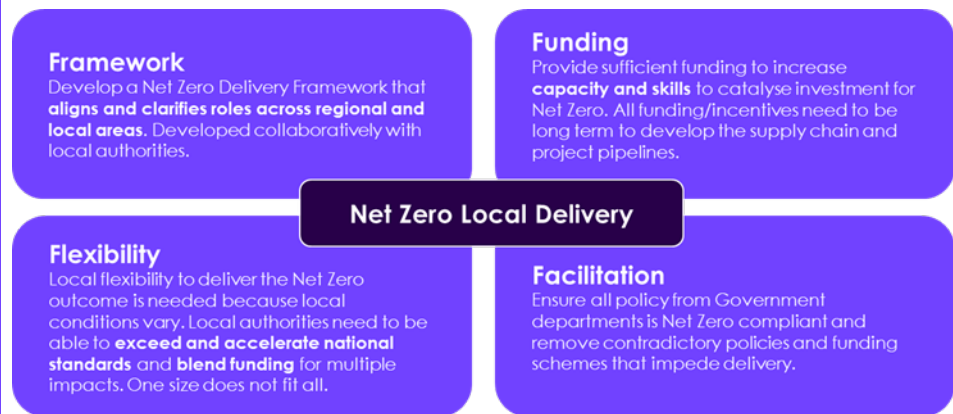 Framework
Develop a Net Zero Delivery Framework that
aligns and clarifies roles across regional and
local areas. Developed collaboratively with
local authorities.
Funding
Provide sufficient funding to increase
capacity and skills to catalyse investment for
Net Zero. All funding/incentives need to be
long term to develop the supply chain and
project pipelines.
Net Zero Local Delivery
Flexibility
Local flexibility to deliver the Net Zero
outcome is needed because local
conditions vary. Local authorities need to be
able to exceed and accelerate national
standards and blend funding for multiple
impacts. One size does not fit all.
Facilitation
Ensure all policy from Government
departments is Net Zero compliant and
remove contradictory policies and funding
schemes that impede delivery.